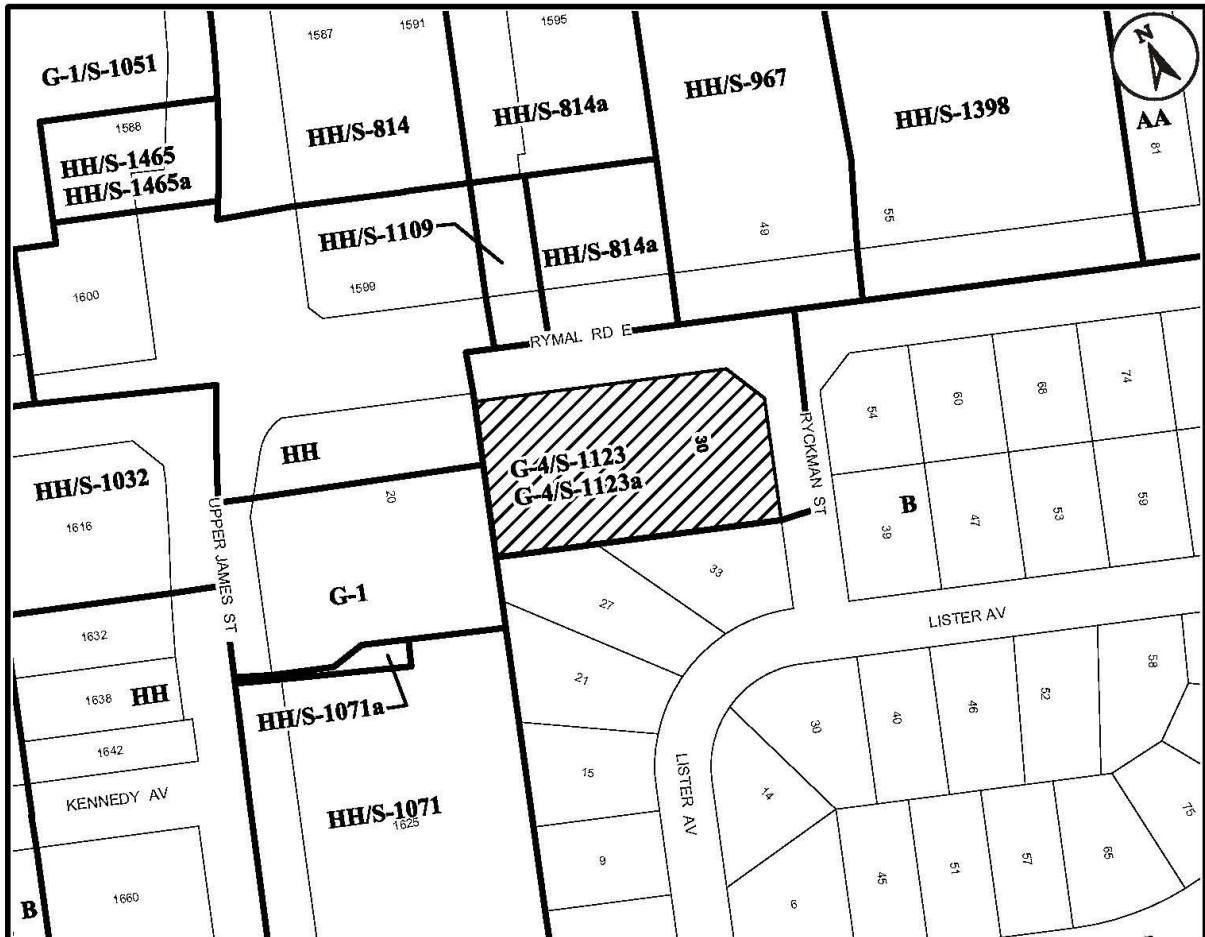 1587
1591
1595
N
G-1/S-1051
HH/S-967
HH/S-814a
HH/S-1398
AA
81
1588
HH/S-814
HH/S-1465
HH/S-1465a
HH/S-1109
HH/S-814a
49
55
1600
1599
RYMAL RD E
54
60
68
74
RYCKMAN ST
HH
30
G-4/S-1123
G-4/S-1123a
HH/S-1032
1616
20
UPPER JAMES ST
B
39
47
53
59
G-1
33
27
LISTER AV
1632
21
58
1638
HH
52
46
40
30
HH/S-1071a
1642
15
LISTER AV
14
75
KENNEDY AV
HH/S-1071
1625
9
65
57
51
45
6
1660
B